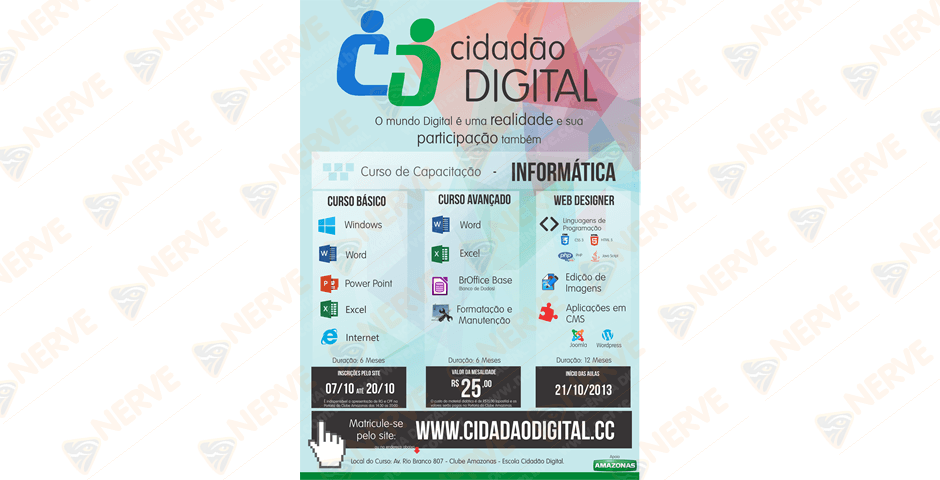 cidadão
DIGITAL
O mundo Digital é uma realidade e sua
participação também
Curso de Capacitação - INFORMÁTICA
CURSO BÁSICO
Windows
Word
Power Point
Excel
Internet
Duração: 6 Meses
CURSO AVANÇADO
Word
Excel
BrOffice Base
(Banco de Dados)
Formatação e
Manutenção
Duração: 6 Meses
WEB DESIGNER
Linguagens de
Programação
CSS 3
HTML 5
php
PHP
Edição de
Imagens
Aplicações em
CMS
Joomla
Wordpress
Duração: 12 Meses
INSCRIÇÕES PELO SITE
07/10 ATÉ 20/10
VALOR DA MESALIDADE
R$ 25,00
INÍCIO DAS AULAS
21/10/2013
Matricule-se
pelo site:
WWW.CIDADAODIGITAL.CC
Local do Curso: Av. Rio Branco 807 - Clube Amazonas - Escola Cidadão Digital.
Apoio
AMAZONAS
NERVE